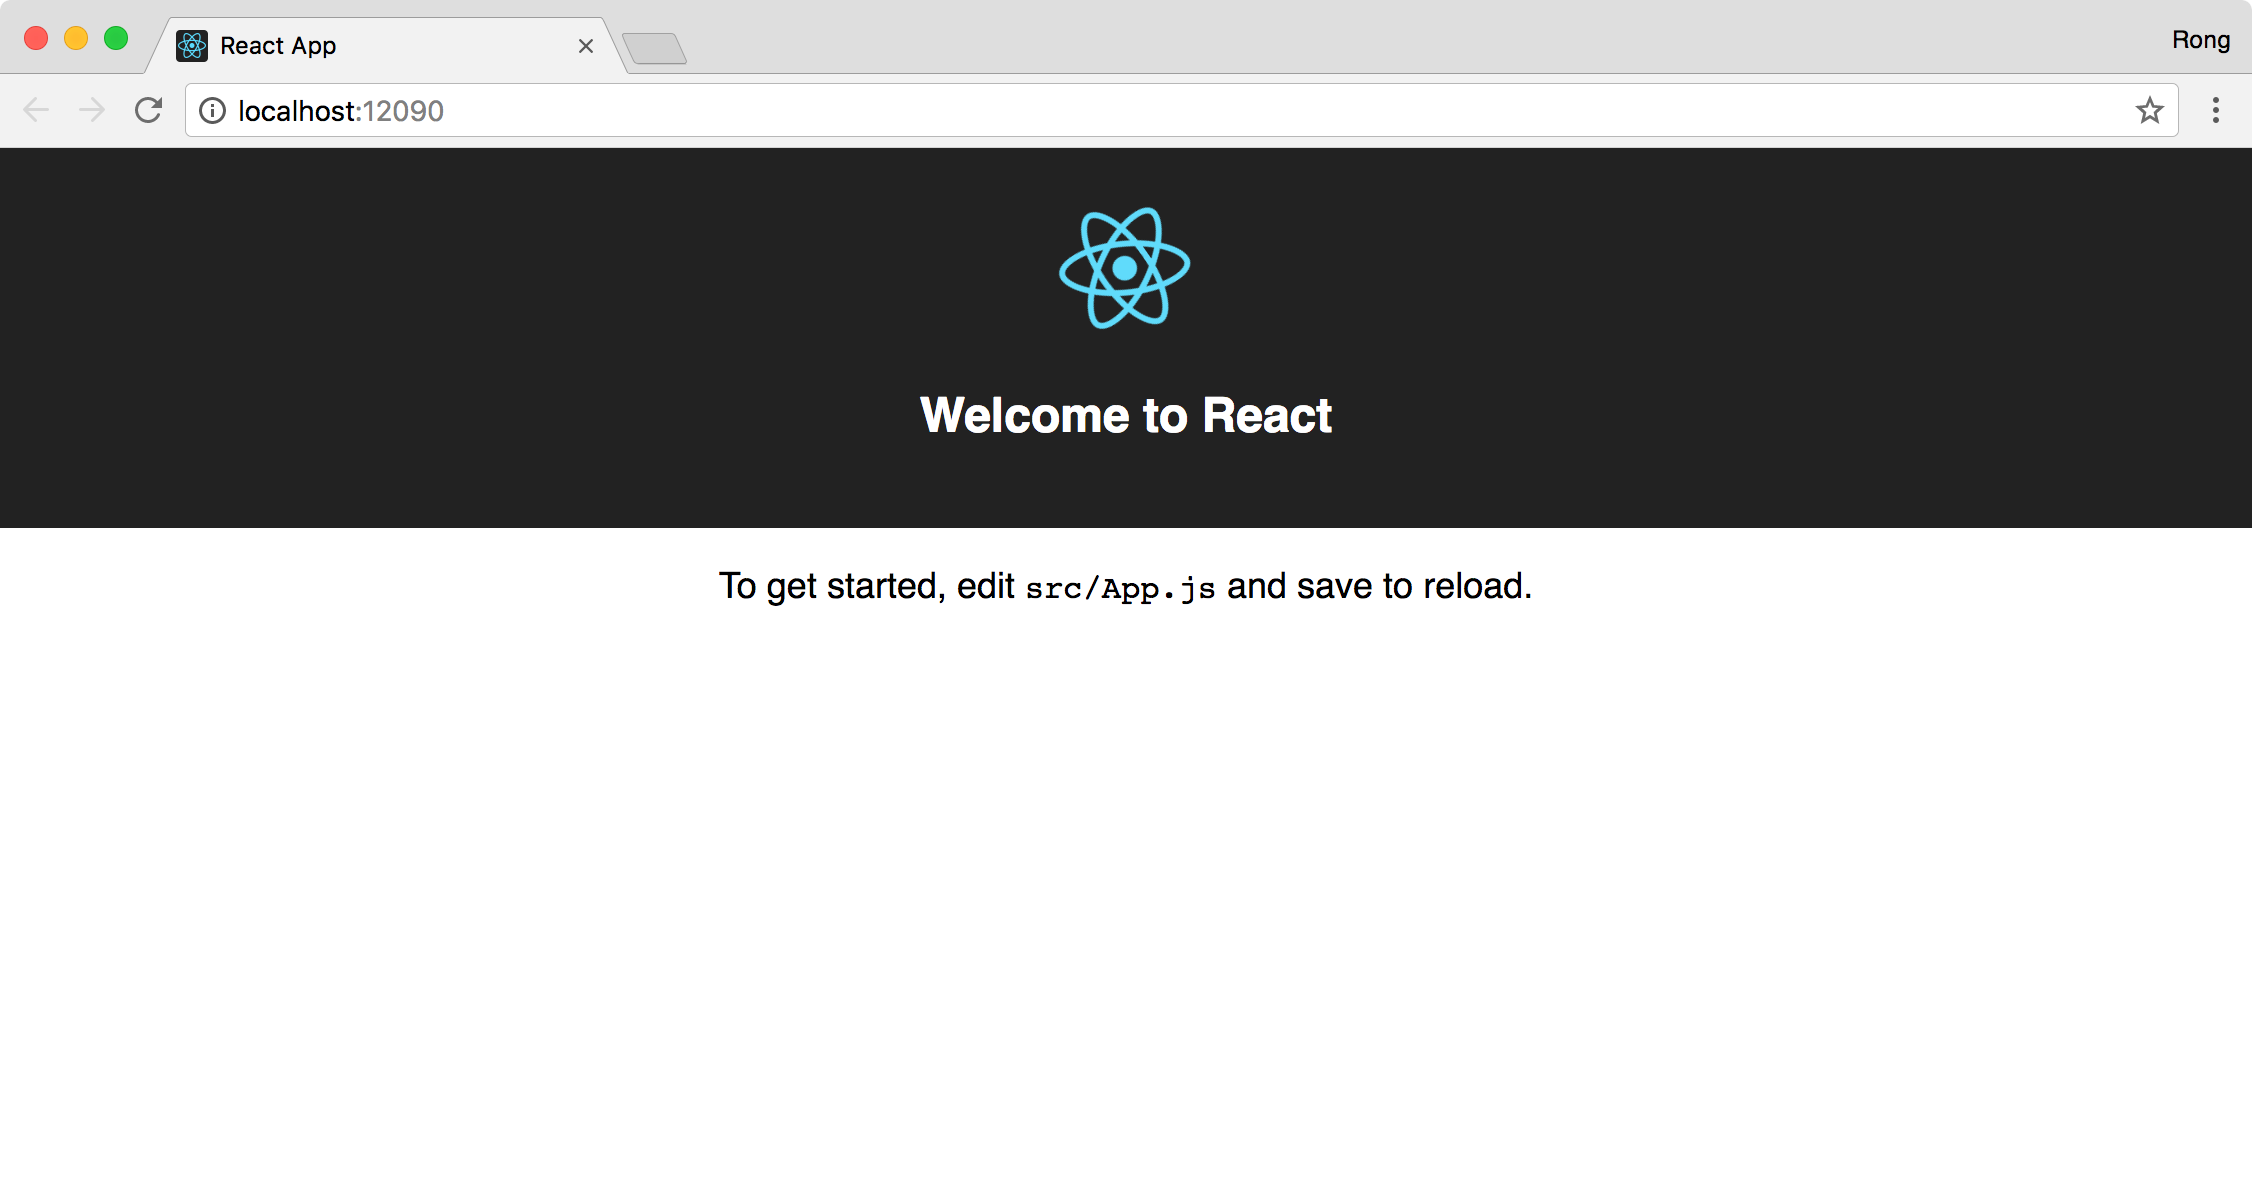 React App
Rong
localhost:12090
Welcome to React
To get started, edit src/App.js and save to reload.